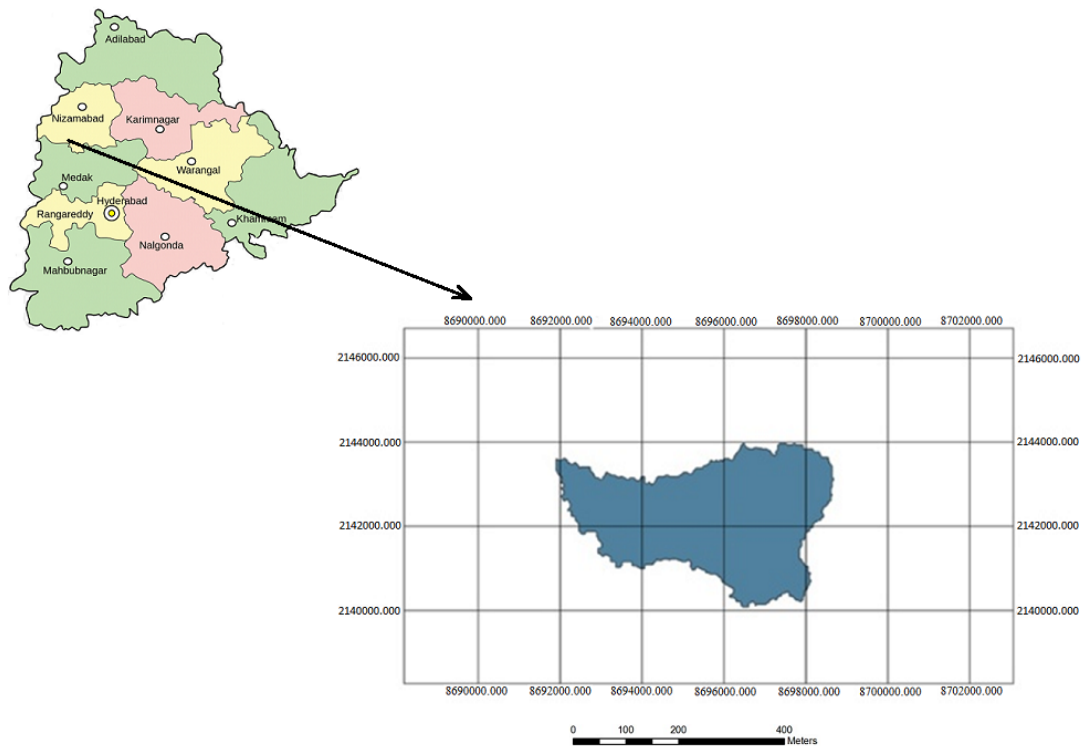 Adilabad
Nizamabad
Karimnagar
Warangal
Medak
Hyderabad
Rangareddy
Khammam
Nalgonda
Mahbubnagar
8690000.000 8692000.000 8694000.000 8696000.000 8698000.000 8700000.000 8702000.000
2146000.000 2146000.000
2144000.000 2144000.000
2142000.000 2142000.000
2140000.000 2140000.000
8690000.000 8692000.000 8694000.000 8696000.000 8698000.000 8700000.000 8702000.000
0 100 200 400
Meters